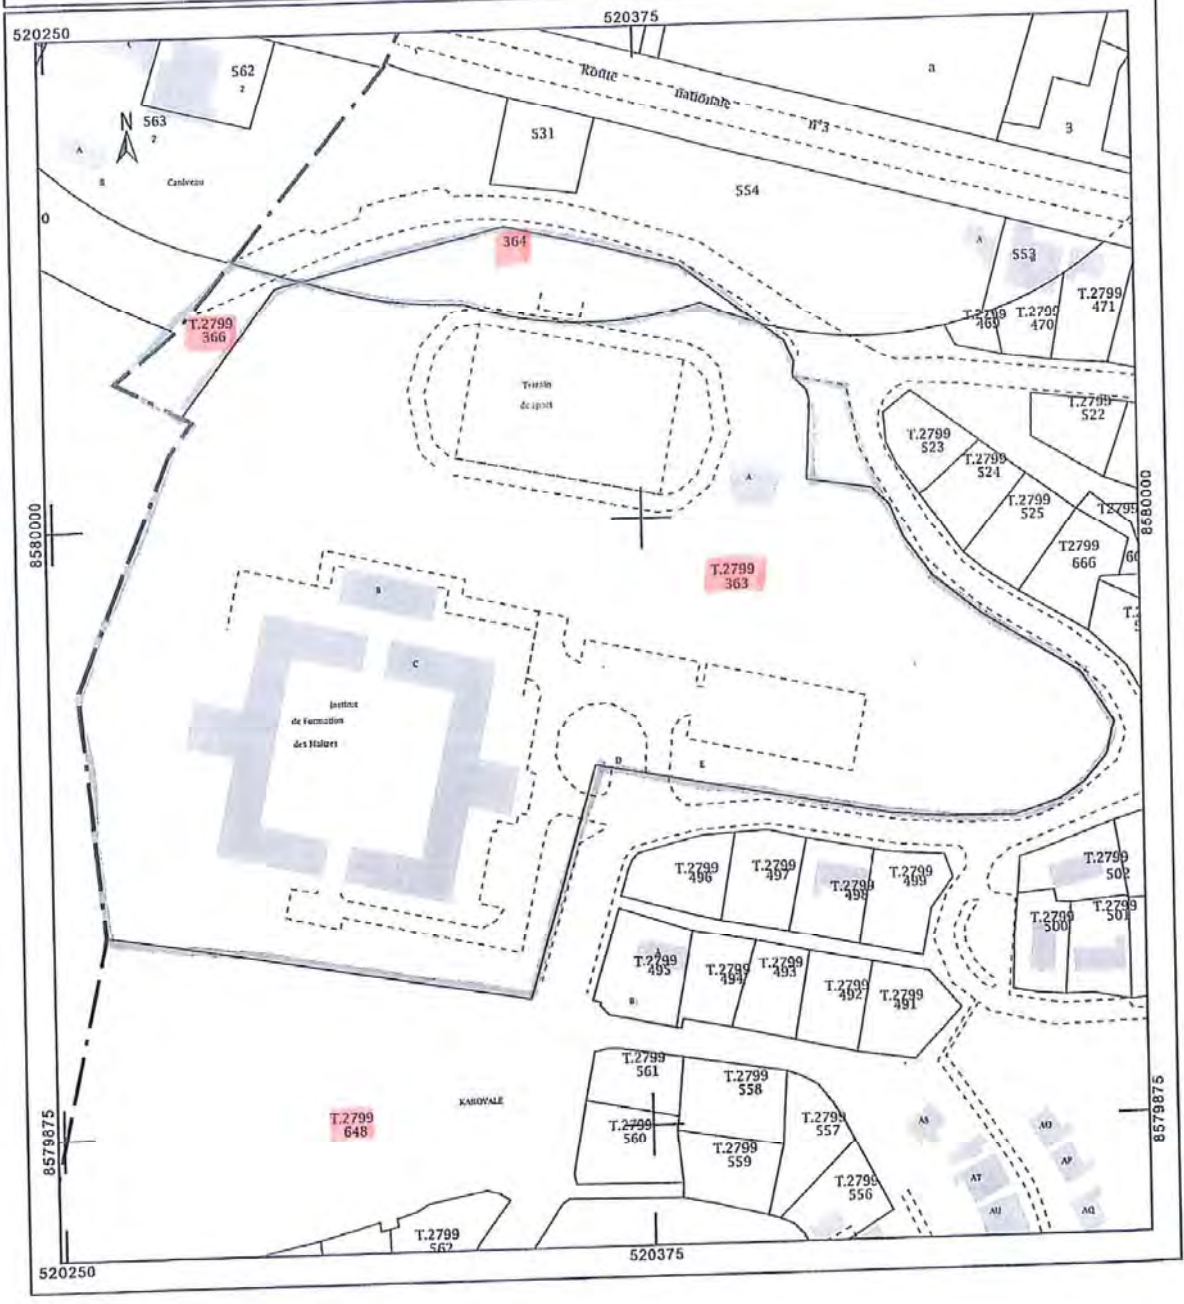 520250
520375
562
2
563
2
N
A
B
Caniveau
0
Route
nationale
n°3
a
3
531
554
364
A
553
B
T.2799
471
T.2799
469
T.2799
470
T.2799
366
Terrain
de sport
T.2799
522
T.2799
523
T.2799
524
T.2799
525
T2799
T2799
666
A
8580000
8580000
T.2799
363
B
C
Institut
de Formation
des Maîtres
D
E
T.2799
496
T.2799
497
T.2799
498
T.2799
499
T.2799
502
T.2799
500
T.2799
501
A
T.2799
495
B
T.2799
494
T.2799
493
T.2799
492
T.2799
491
T.2799
561
T.2799
558
T.2799
557
T.2799
560
T.2799
559
T.2799
556
KAROVALE
T.2799
648
T.2799
562
AS
AT
AU
AO
AP
AQ
8579875
8579875
520250
520375